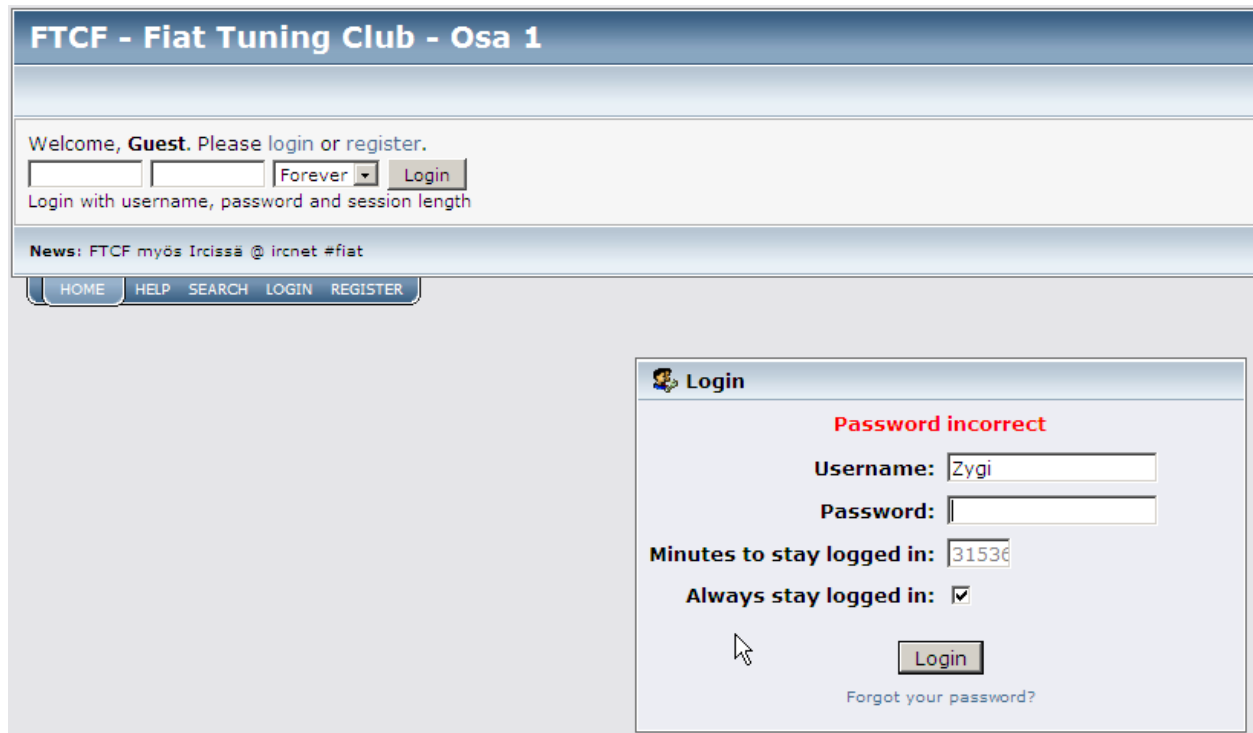 FTCF - Fiat Tuning Club - Osa 1
Welcome, Guest. Please login or register.
Forever Login
Login with username, password and session length
News: FTCF myös Ircissä @ ircnet #fiat
HOME HELP SEARCH LOGIN REGISTER
Login
Password incorrect
Username: Zygi
Password:
Minutes to stay logged in: 31536
Always stay logged in:
Login
Forgot your password?